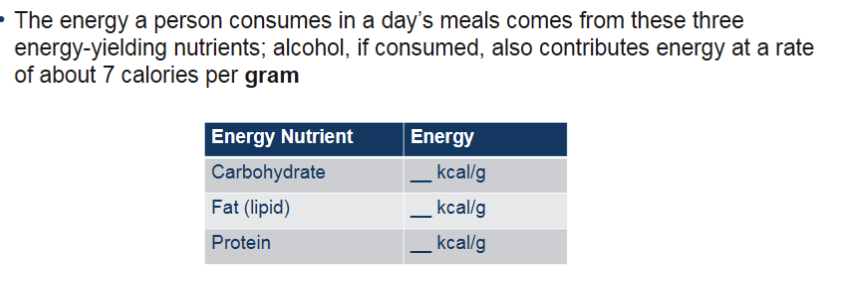 • The energy a person consumes in a day's meals comes from these three
energy-yielding nutrients; alcohol, if consumed, also contributes energy at a rate
of about 7 calories per gram
Energy Nutrient Energy
Carbohydrate __ kcal/g
Fat (lipid) __ kcal/g
Protein __ kcal/g